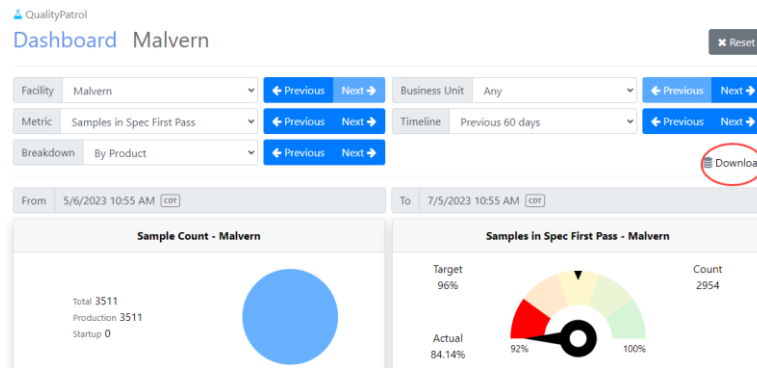 QualityPatrol
Dashboard Malvern
Reset
Facility Malvern Previous Next Business Unit Any Previous Next
Metric Samples in Spec First Pass Previous Next Timeline Previous 60 days Previous Next
Breakdown By Product Previous Next
Downloa
From 5/6/2023 10:55 AM CDT To 7/5/2023 10:55 AM CDT
Sample Count - Malvern Samples in Spec First Pass - Malvern
Target Count
96% 2954
Total 3511
Production 3511
Startup 0
Actual
84.14%
92% 100%